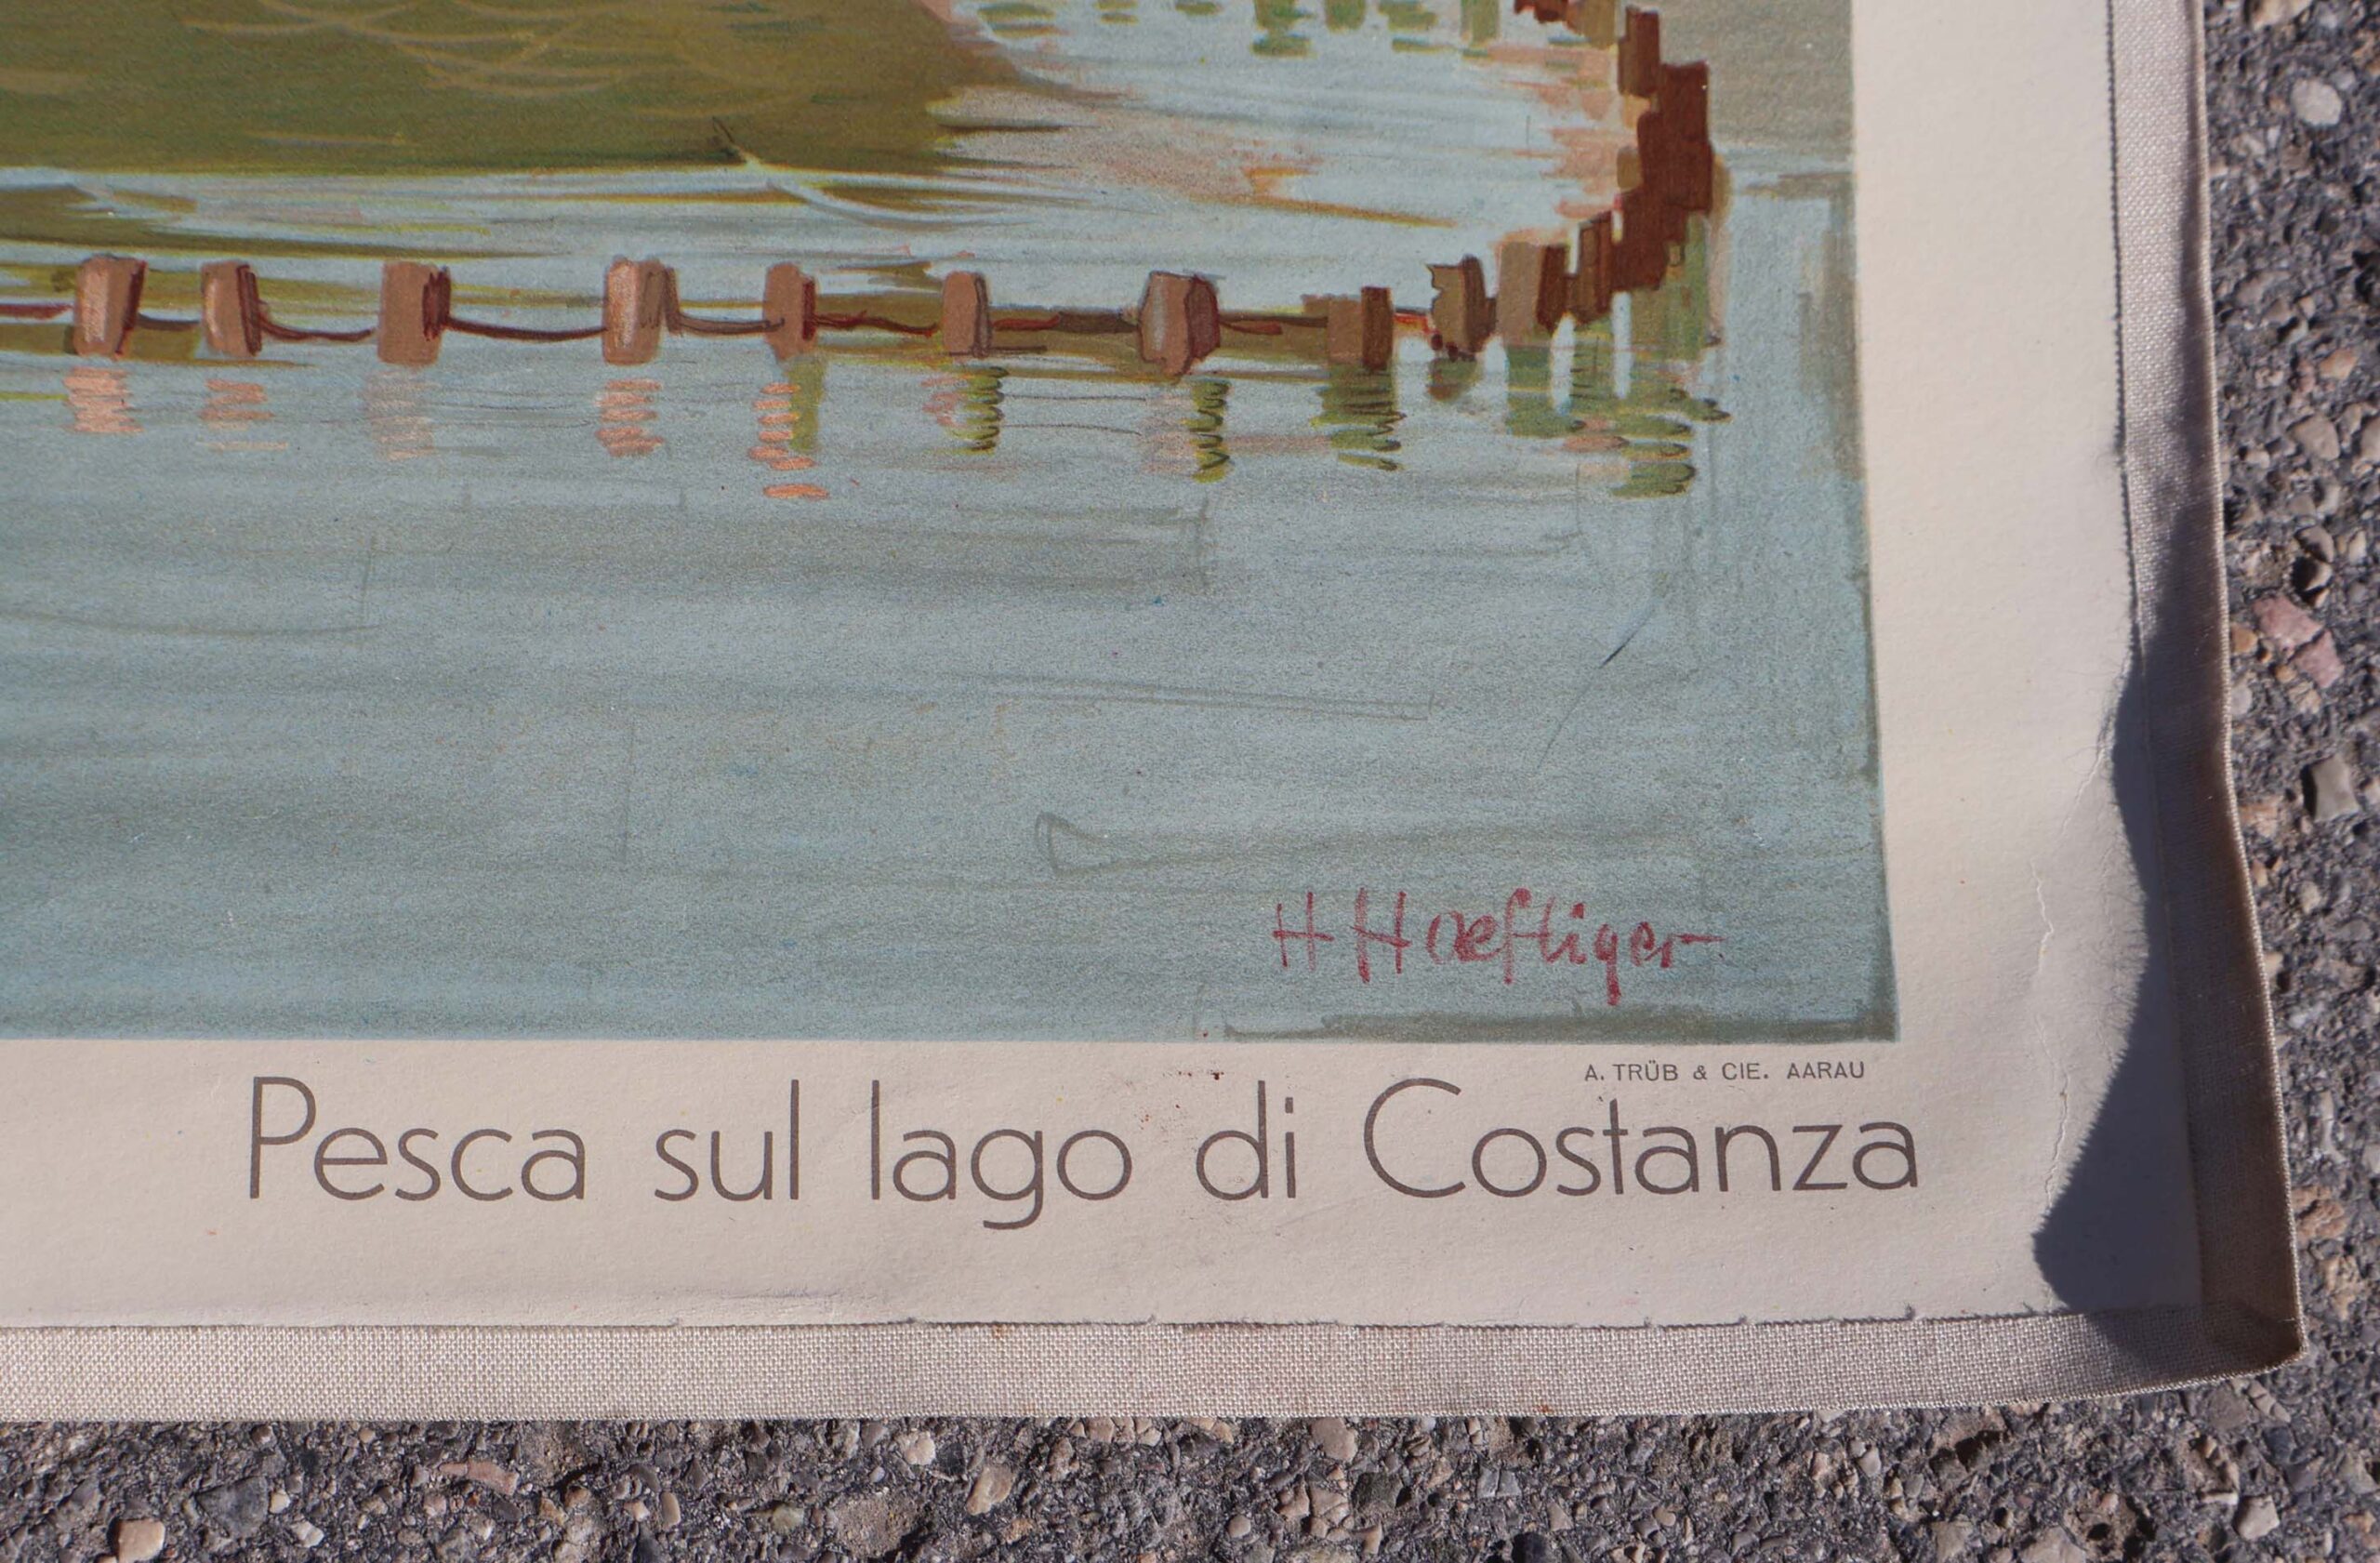 H Haefliger
A. TRÜB & CIE. AARAU
Pesca sul lago di Costanza